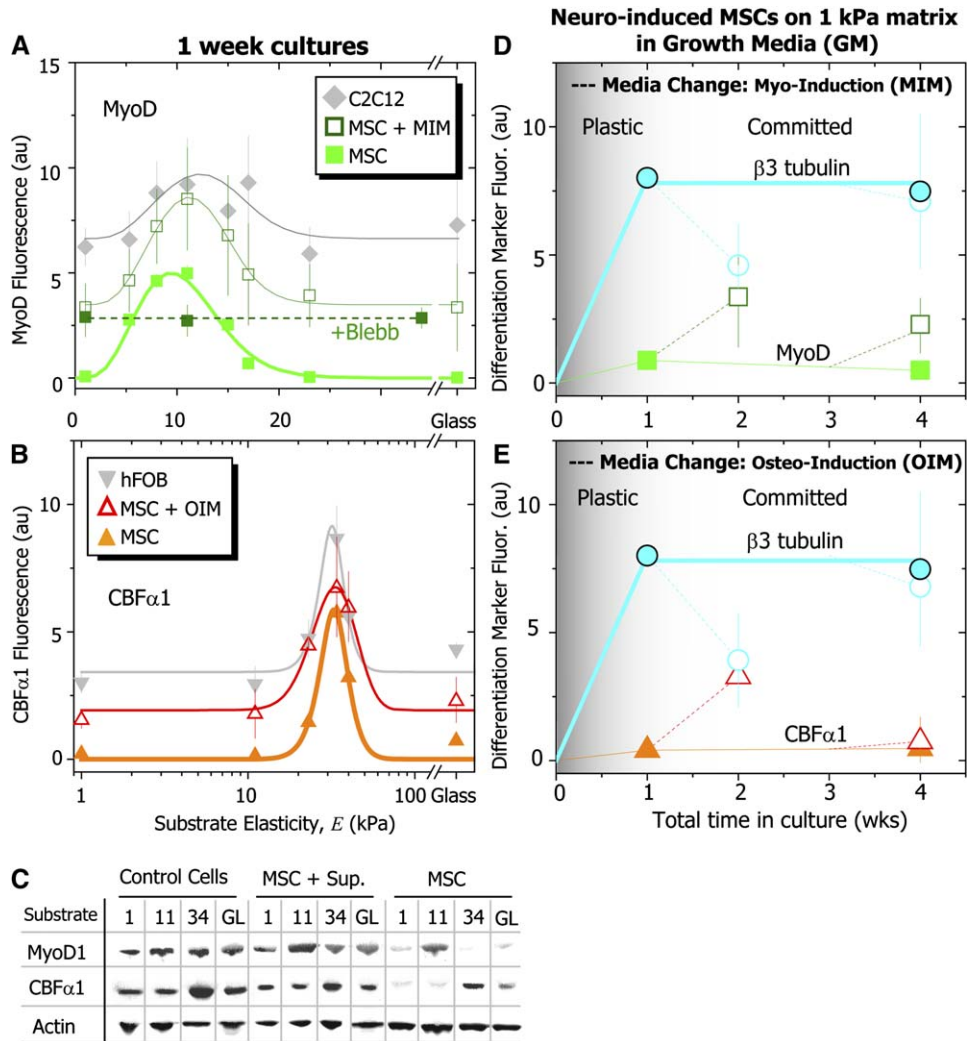 A
1 week cultures
15
10
5
0
MyoD Fluorescence (au)
MyoD
C2C12
MSC + MIM
MSC
+Blebb
0 10 20 Glass
B
10
5
0
CBFα1 Fluorescence (au)
hFOB
MSC + OIM
MSC
CBFα1
1 10 100 Glass
Substrate Elasticity, E (kPa)
C
Control Cells MSC + Sup. MSC
Substrate 1 11 34 GL 1 11 34 GL 1 11 34 GL
MyoD1
CBFα1
Actin
Neuro-induced MSCs on 1 kPa matrix
in Growth Media (GM)
D
--- Media Change: Myo-Induction (MIM)
Plastic Committed
β3 tubulin
MyoD
10
5
0
Differentiation Marker Fluor. (au)
0 1 2 3 4
E
--- Media Change: Osteo-Induction (OIM)
Plastic Committed
β3 tubulin
CBFα1
10
5
0
Differentiation Marker Fluor. (au)
0 1 2 3 4
Total time in culture (wks)